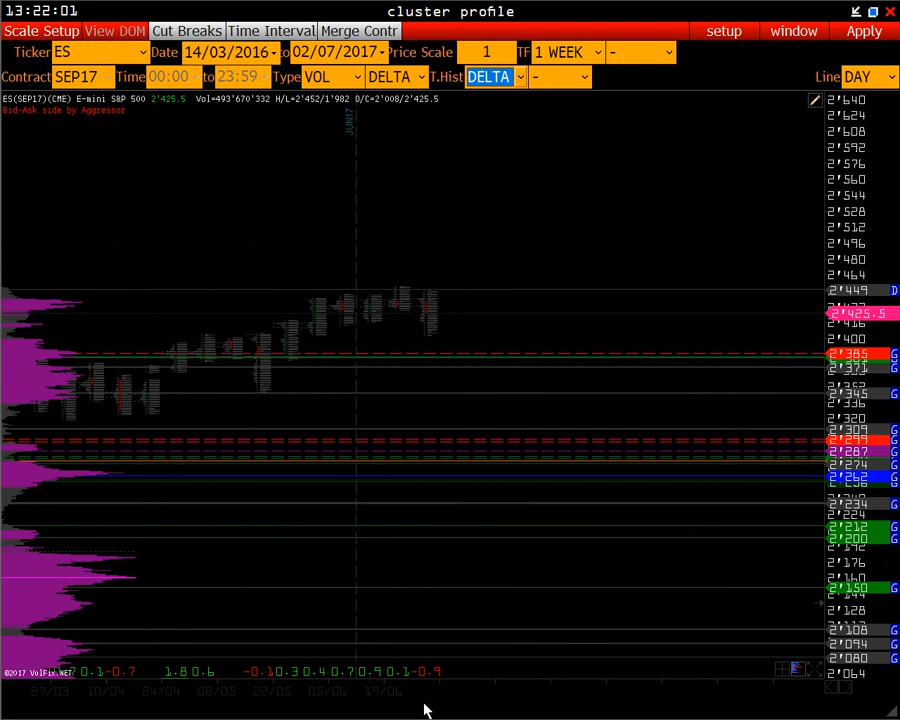 13:22:01 cluster profile
Scale Setup View DOM Cut Breaks Time Interval Merge Contr setup window Apply
Ticker ES Date 14/03/2016 to 02/07/2017 Price Scale 1 TF 1 WEEK -
Contract SEP17 Time 00:00 to 23:59 Type VOL DELTA T.Hist DELTA - Line DAY
ES(SEP17)(CME) E-mini S&P 500 2'425.5 Vol=493'670'332 H/L=2'452/1'982 O/C=2'008/2'425.5
Bid-Ask side by Aggressor
JUN17
2'640
2'624
2'608
2'592
2'576
2'560
2'544
2'528
2'512
2'496
2'480
2'464
2'449 D
2'425.5
2'416
2'400
2'385 G
2'371 G
2'352
2'345 G
2'336
2'320
2'309 G
2'299 G
2'287 G
2'274 G
2'262 G
2'234 G
2'224
2'212 G
2'200 G
2'192
2'176
2'160
2'150 G
2'144
2'128
2'108 G
2'094 G
2'080 G
2'064
©2017 VolFix.NET 0.1 -0.7 1.8 0.6 -0.1 0.3 0.4 0.7 0.9 0.1 -0.9
27/03 10/04 24/04 08/05 22/05 05/06 19/06